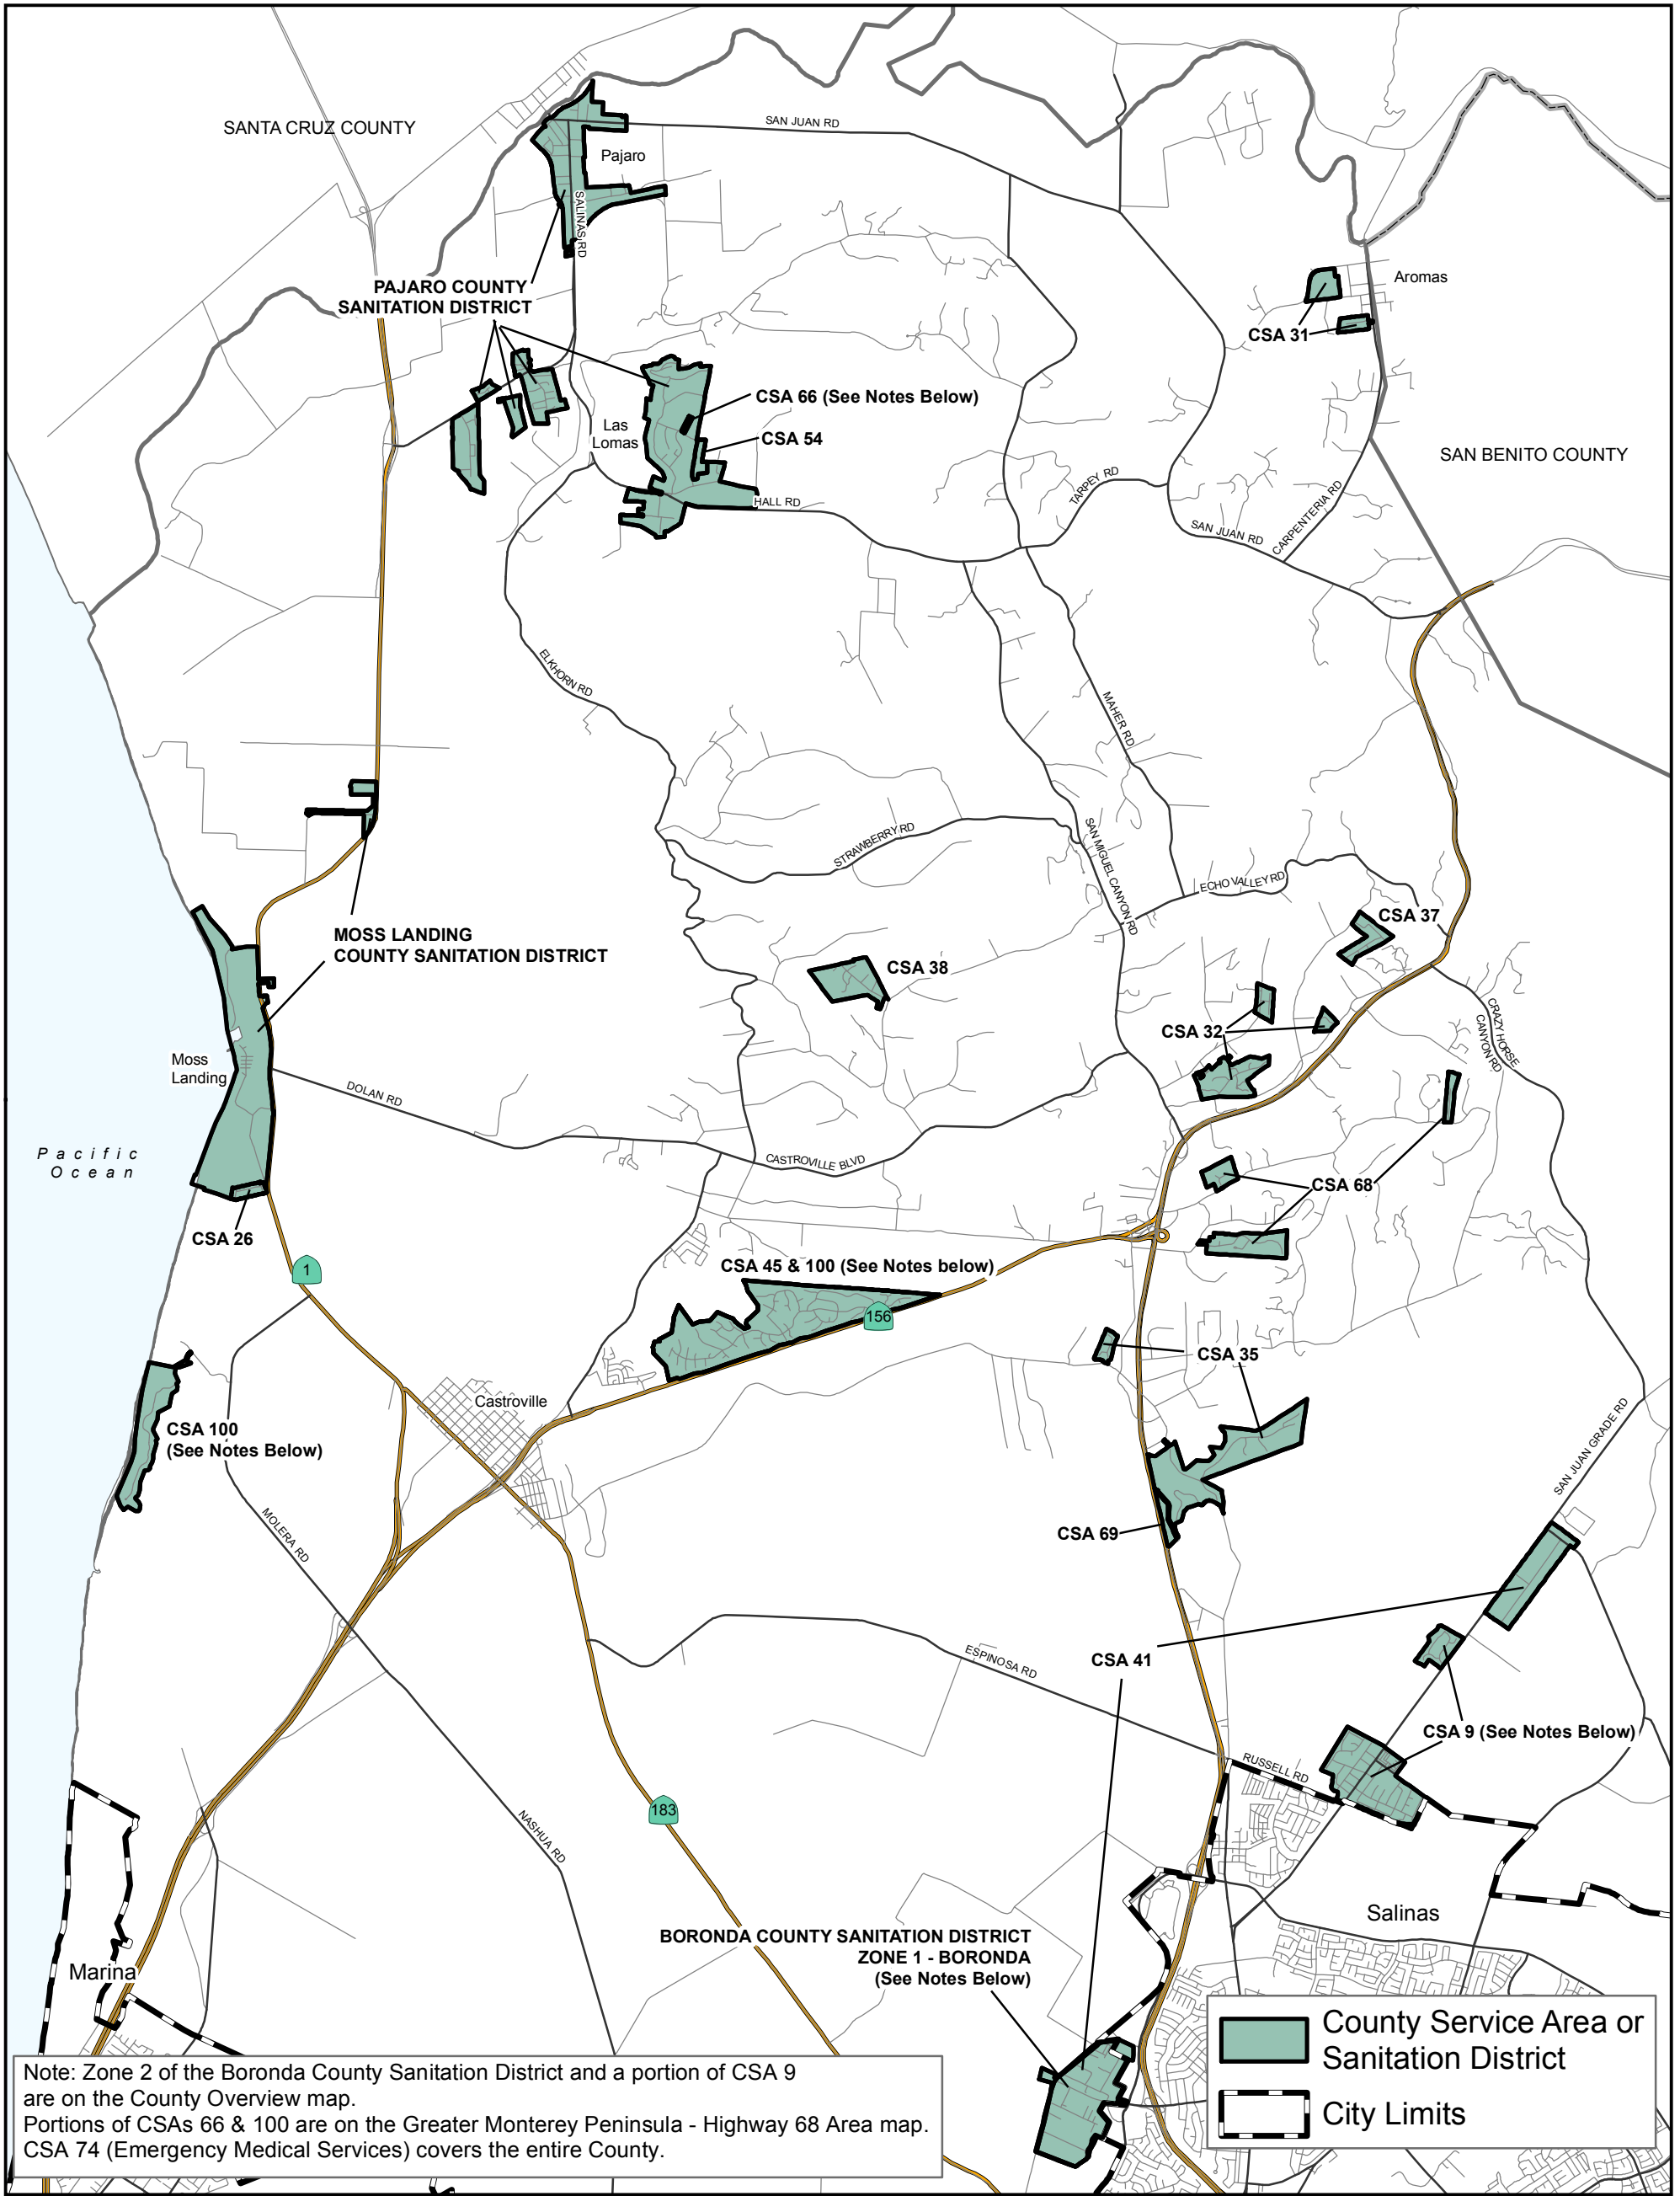 SANTA CRUZ COUNTY
SAN JUAN RD
Pajaro
SALINAS RD
PAJARO COUNTY
SANITATION DISTRICT
Aromas
CSA 31
CSA 66 (See Notes Below)
Las
Lomas
CSA 54
SAN BENITO COUNTY
HALL RD
TARPEY RD
SAN JUAN RD
CARPENTERIA RD
ELKHORN RD
MAHER RD
STRAWBERRY RD
SAN MIGUEL CANYON RD
ECHO VALLEY RD
CSA 37
MOSS LANDING
COUNTY SANITATION DISTRICT
CSA 38
CSA 32
CRAZY HORSE
CANYON RD
Moss
Landing
DOLAN RD
Pacific
Ocean
CASTROVILLE BLVD
CSA 68
CSA 26
1
CSA 45 & 100 (See Notes below)
156
CSA 35
Castroville
CSA 100
(See Notes Below)
SAN JUAN GRADE RD
MOLERA RD
CSA 69
ESPINOSA RD
CSA 41
CSA 9 (See Notes Below)
RUSSELL RD
183
NASHUA RD
Salinas
BORONDA COUNTY SANITATION DISTRICT
ZONE 1 - BORONDA
(See Notes Below)
Marina
County Service Area or
Sanitation District
City Limits
Note: Zone 2 of the Boronda County Sanitation District and a portion of CSA 9
are on the County Overview map.
Portions of CSAs 66 & 100 are on the Greater Monterey Peninsula - Highway 68 Area map.
CSA 74 (Emergency Medical Services) covers the entire County.